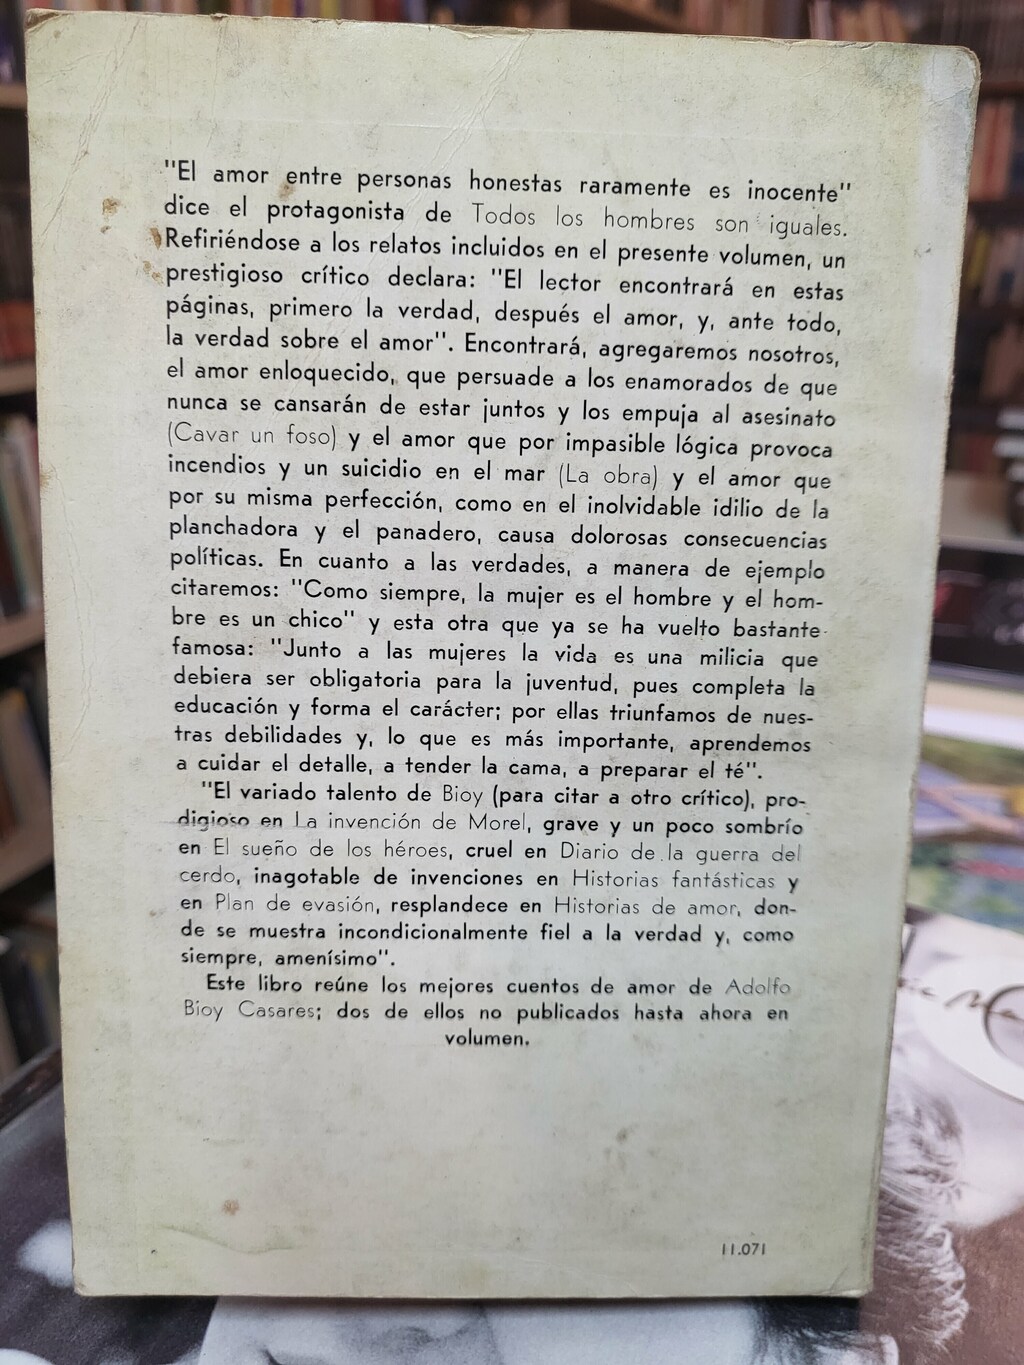 "El amor entre personas honestas raramente es inocente"
dice el protagonista de Todos los hombres son iguales.
Refiriéndose a los relatos incluidos en el presente volumen, un
prestigioso crítico declara: "El lector encontrará en estas
páginas, primero la verdad, después el amor, y, ante todo,
la verdad sobre el amor". Encontrará, agregaremos nosotros,
el amor enloquecido, que persuade a los enamorados de que
nunca se cansarán de estar juntos y los empuja al asesinato
(Cavar un foso) y el amor que por impasible lógica provoca
incendios y un suicidio en el mar (La obra) y el amor que
por su misma perfección, como en el inolvidable idilio de la
planchadora y el panadero, causa dolorosas consecuencias
políticas. En cuanto a las verdades, a manera de ejemplo
citaremos: "Como siempre, la mujer es el hombre y el hom-
bre es un chico" y esta otra que ya se ha vuelto bastante
famosa: "Junto a las mujeres la vida es una milicia que
debiera ser obligatoria para la juventud, pues completa la
educación y forma el carácter; por ellas triunfamos de nues-
tras debilidades y, lo que es más importante, aprendemos
a cuidar el detalle, a tender la cama, a preparar el té".
"El variado talento de Bioy (para citar a otro crítico), pro-
digioso en La invención de Morel, grave y un poco sombrío
en El sueño de los héroes, cruel en Diario de la guerra del
cerdo, inagotable de invenciones en Historias fantásticas y
en Plan de evasión, resplandece en Historias de amor, don-
de se muestra incondicionalmente fiel a la verdad y, como
siempre, amenísimo".
Este libro reúne los mejores cuentos de amor de Adolfo
Bioy Casares; dos de ellos no publicados hasta ahora en
volumen.
11.071